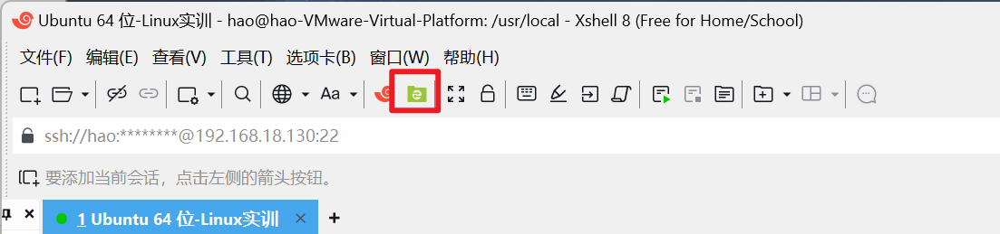 Ubuntu 64 位-Linux实训 - hao@hao-VMware-Virtual-Platform: /usr/local - Xshell 8 (Free for Home/School)
文件(F) 编辑(E) 查看(V) 工具(T) 选项卡(B) 窗口(W) 帮助(H)
Aa
ssh://hao:********@192.168.18.130:22
要添加当前会话，点击左侧的箭头按钮。
1 Ubuntu 64 位-Linux实训 × +